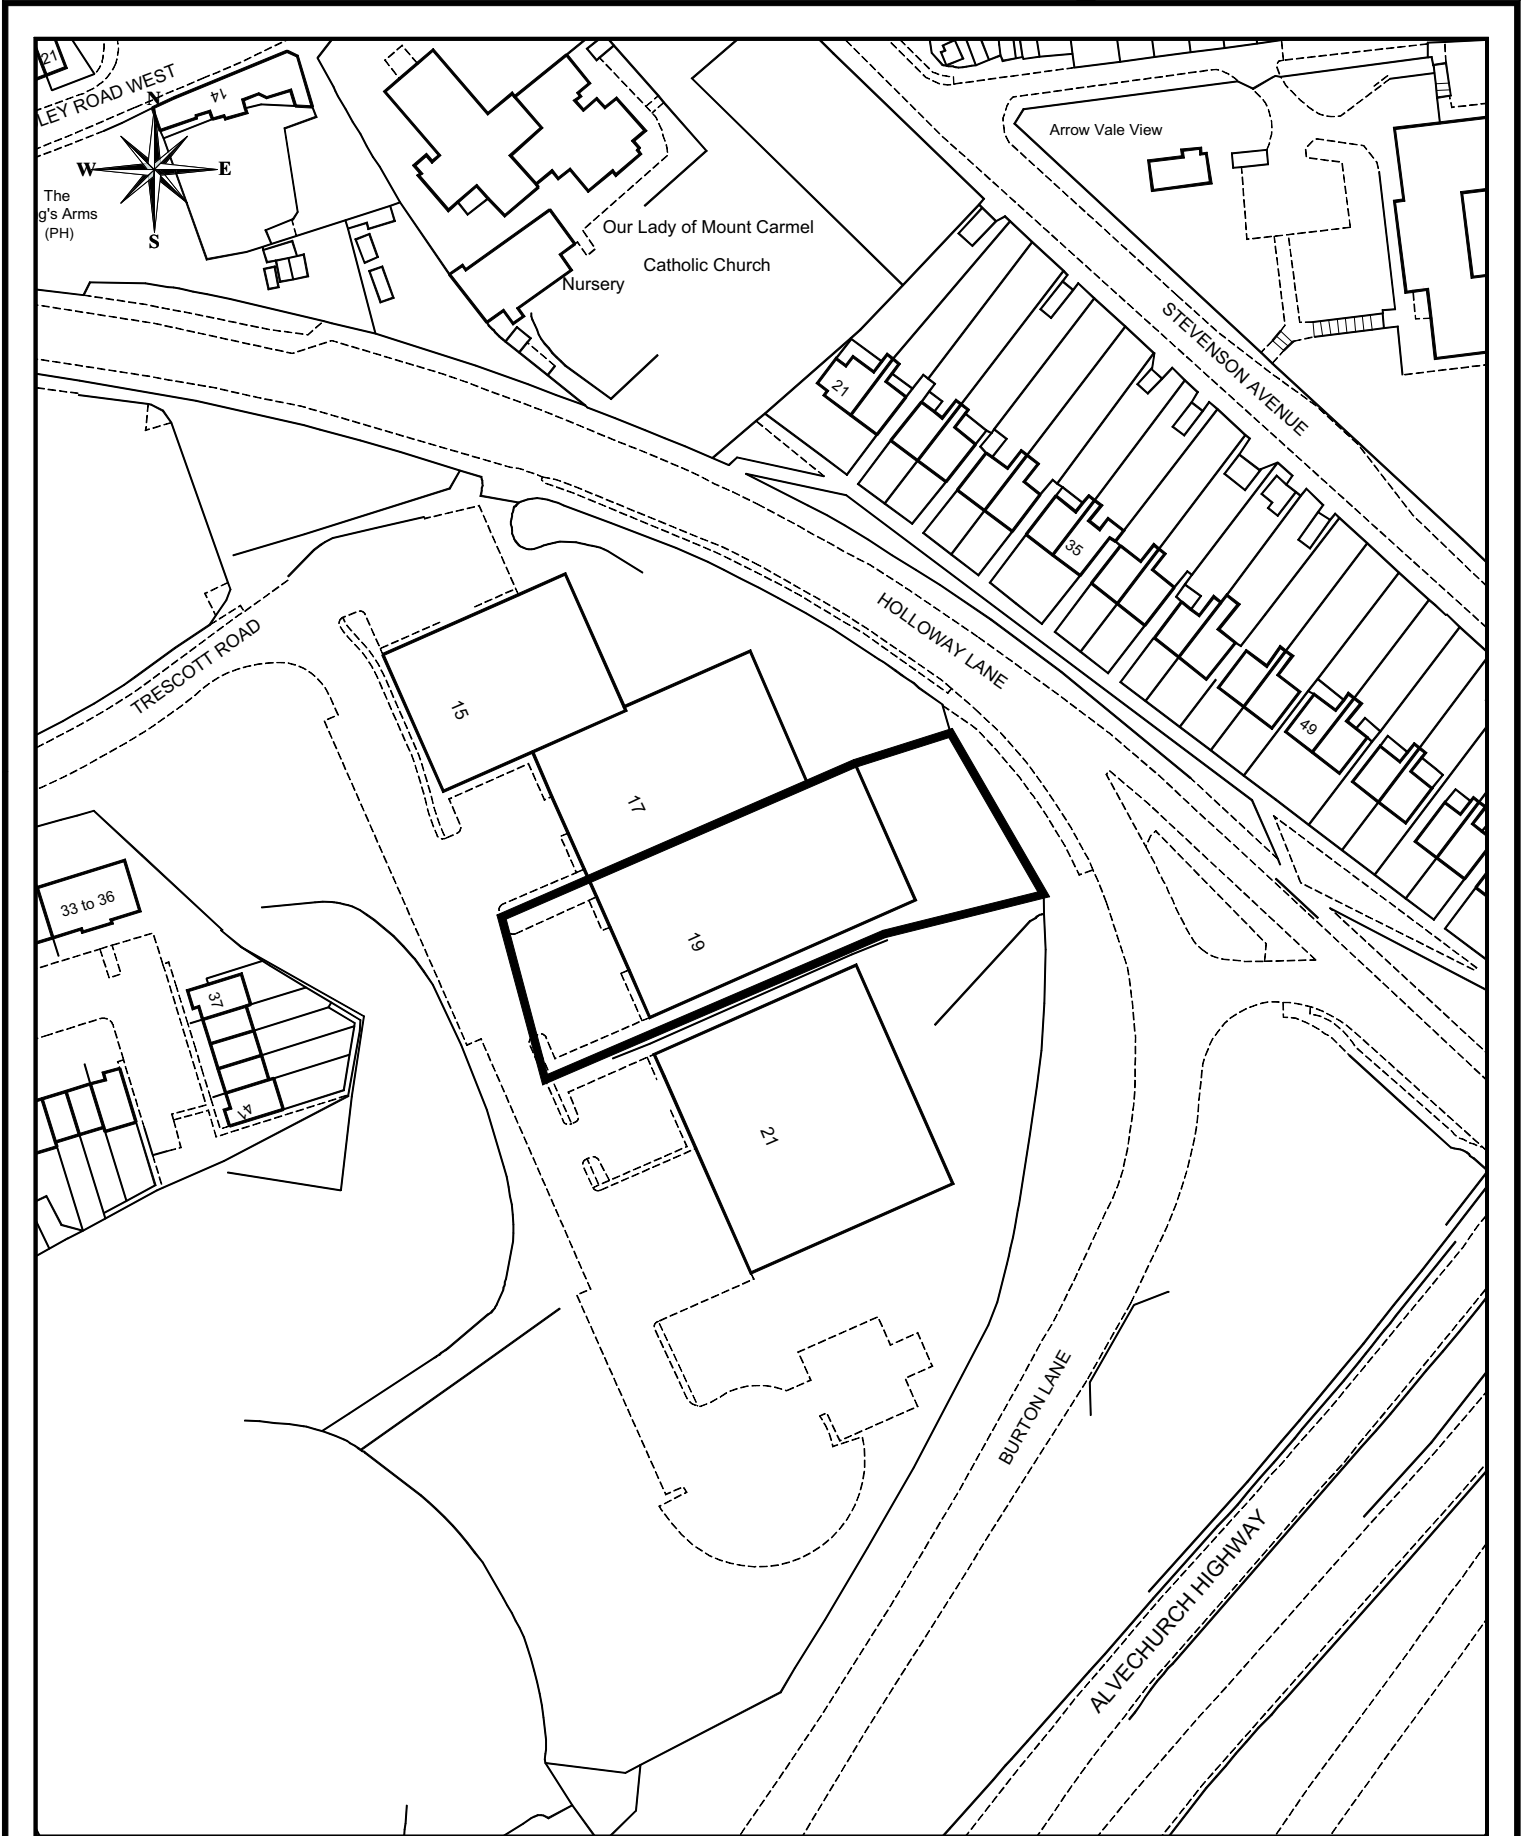 21
LEY ROAD WEST
14
N
W
E
S
The
g's Arms
(PH)
Our Lady of Mount Carmel
Catholic Church
Nursery
Arrow Vale View
STEVENSON AVENUE
21
35
49
HOLLOWAY LANE
TRESCOTT ROAD
15
17
19
21
33 to 36
37
41
BURTON LANE
ALVECHURCH HIGHWAY